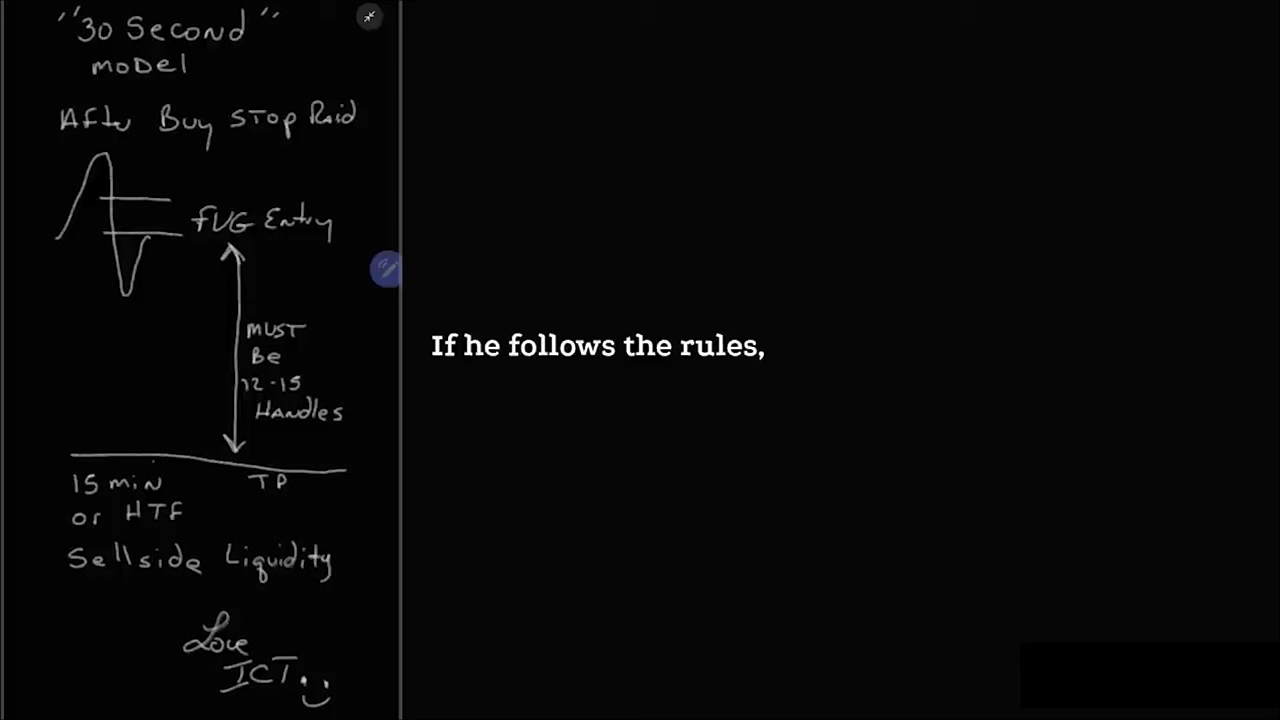 "30 Second"
model
After Buy Stop Raid
FVG Entry
MUST
Be
12-15
HANDles
15 min
TP
or HTF
Sellside Liquidity
Love
ICT
If he follows the rules,